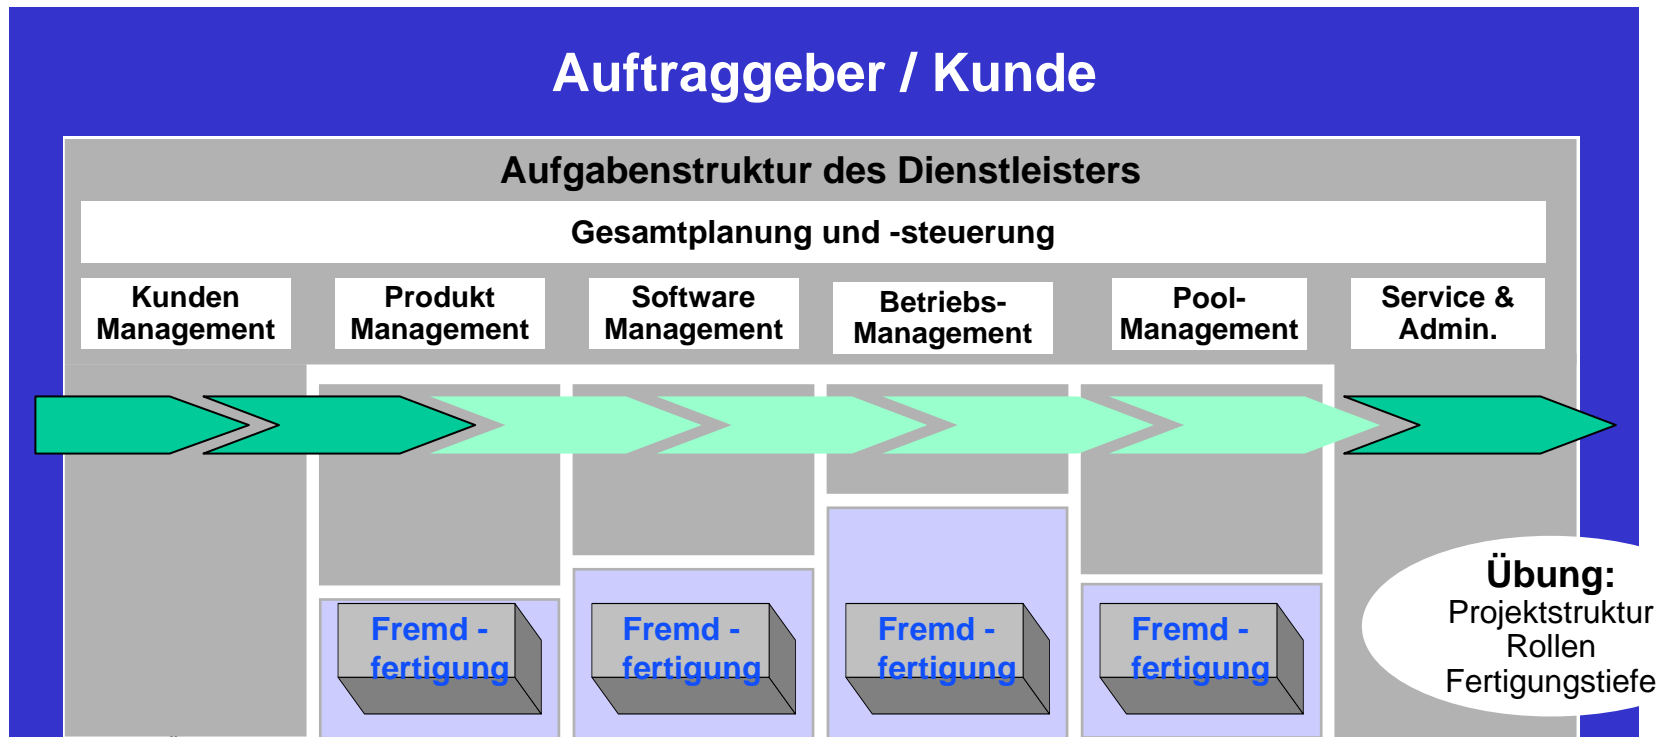 Auftraggeber / Kunde
Aufgabenstruktur des Dienstleisters
Gesamtplanung und -steuerung
Kunden
Management
Produkt
Management
Software
Management
Betriebs-
Management
Pool-
Management
Service &
Admin.
Fremd -
fertigung
Fremd -
fertigung
Fremd -
fertigung
Fremd -
fertigung
Übung:
Projektstruktur
Rollen
Fertigungstiefe